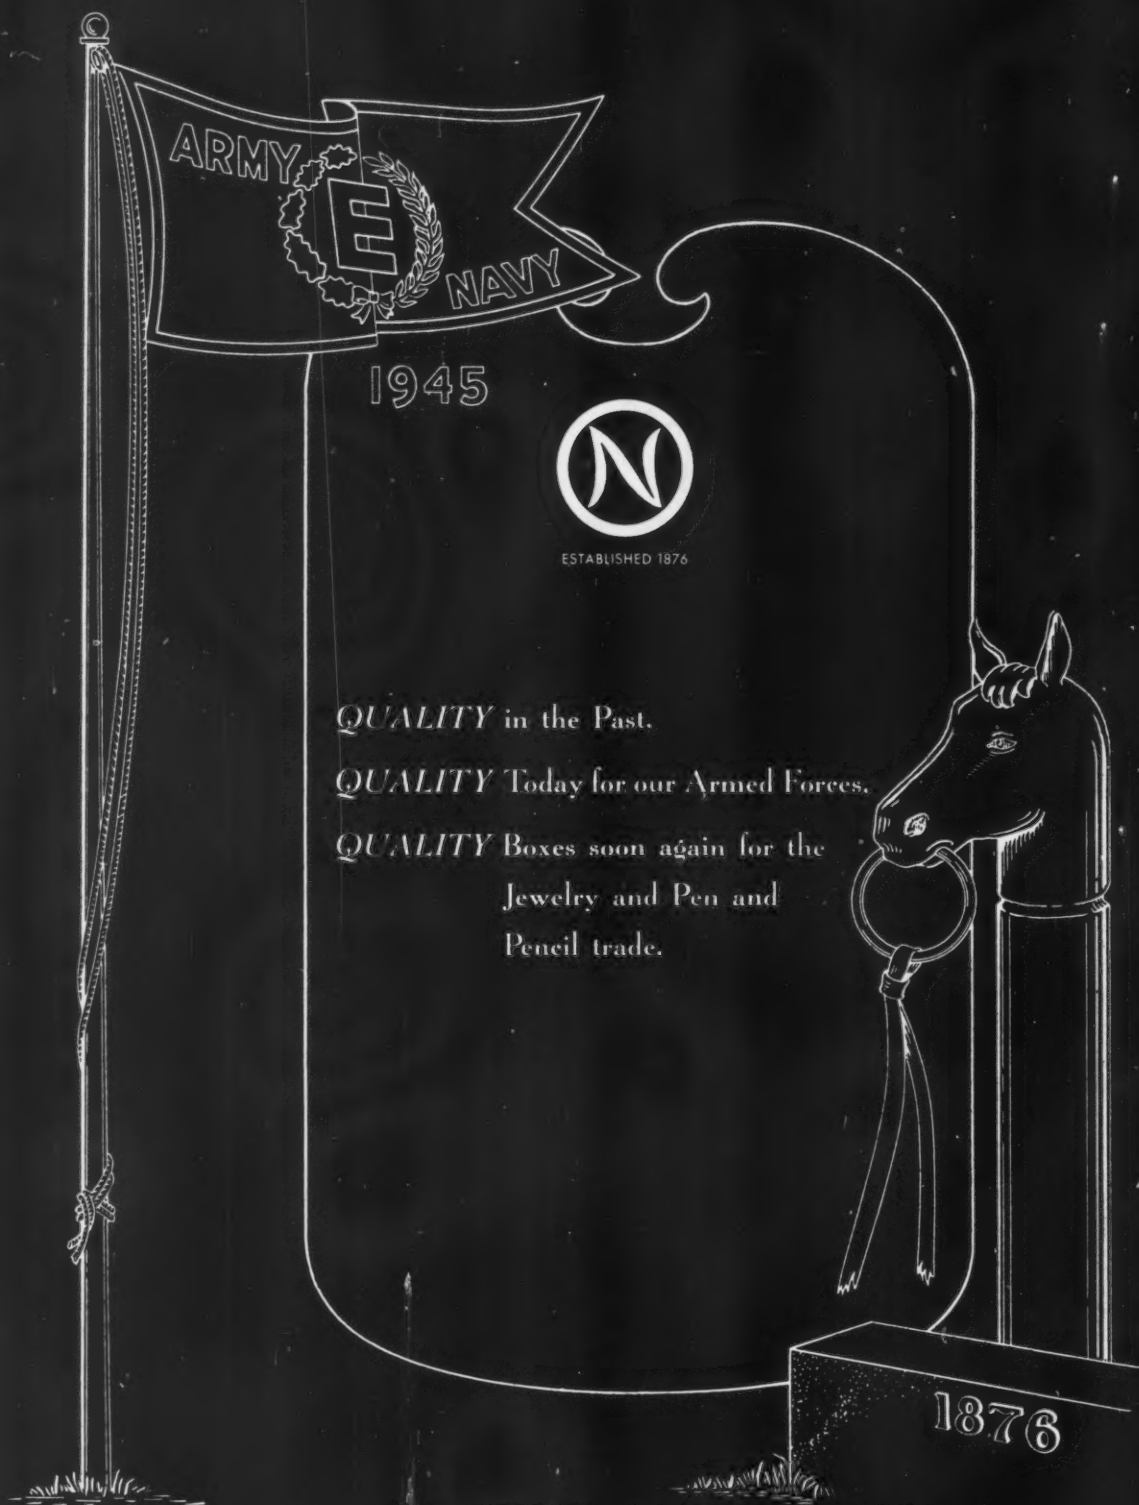 ARMY
E
NAVY
1945
N
ESTABLISHED 1876
QUALITY in the Past.
QUALITY Today for our Armed Forces.
QUALITY Boxes soon again for the
Jewelry and Pen and
Pencil trade.
1876